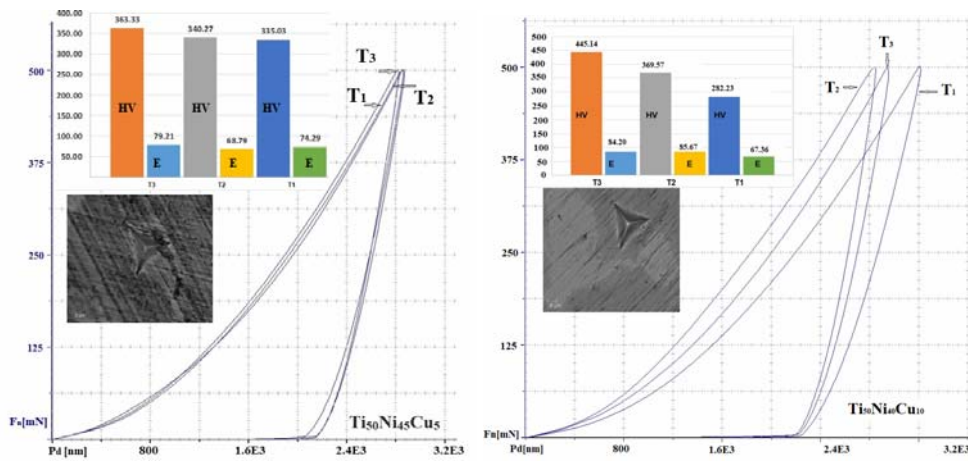 400.00
350.00
300.00
250.00
200.00
150.00
100.00
50.00
363.33
340.27
335.03
HV
HV
HV
79.21
68.79
74.29
E
E
T3
T2
T1
T3
T1
T2
500
375
250
125
Fn[mN]
Pd [nm]
800
1.6E3
2.4E3
3.2E3
Ti50Ni45Cu5
500
450
400
350
300
250
200
150
100
50
0
445.14
369.57
282.23
HV
HV
HV
84.20
85.67
67.36
E
E
E
T3
T2
T1
T3
T2
T1
500
375
250
125
Fn[mN]
Pd[nm]
800
1.6E3
2.4E3
3.2E3
Ti50Ni40Cu10